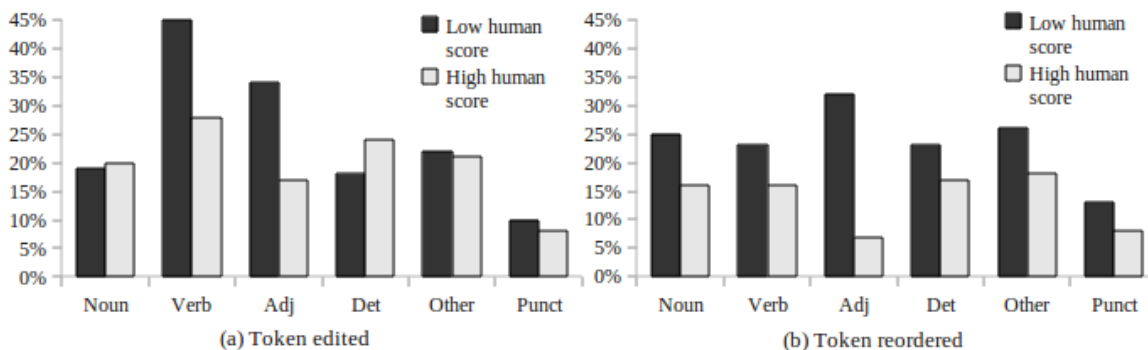 45%
40%
35%
30%
25%
20%
15%
10%
5%
0%
Low human
score
High human
score
Noun Verb Adj Det Other Punct
(a) Token edited
45%
40%
35%
30%
25%
20%
15%
10%
5%
0%
Low human
score
High human
score
Noun Verb Adj Det Other Punct
(b) Token reordered